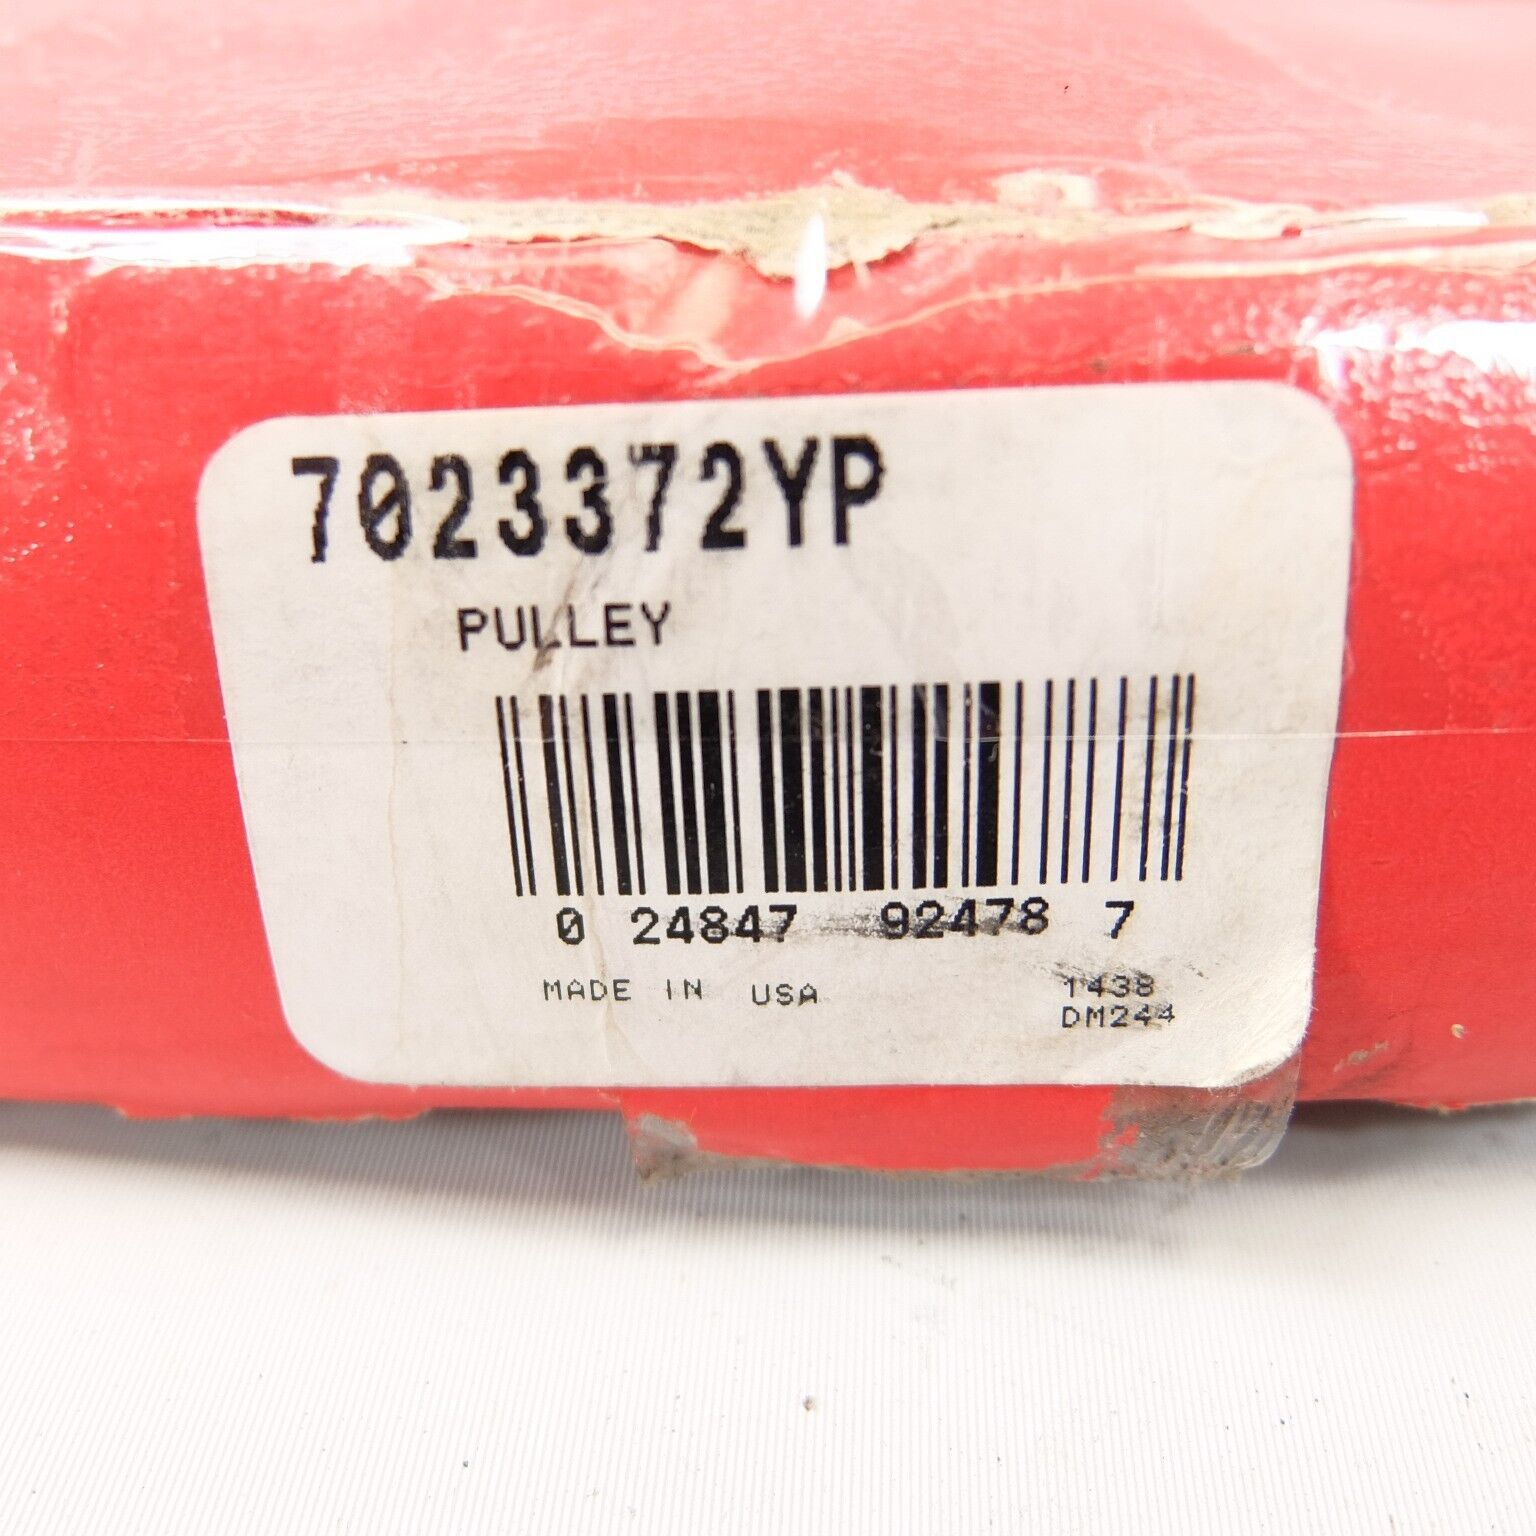 7023372YP
PULLEY
0 24847 92478 7
MADE IN USA
1438
DM244